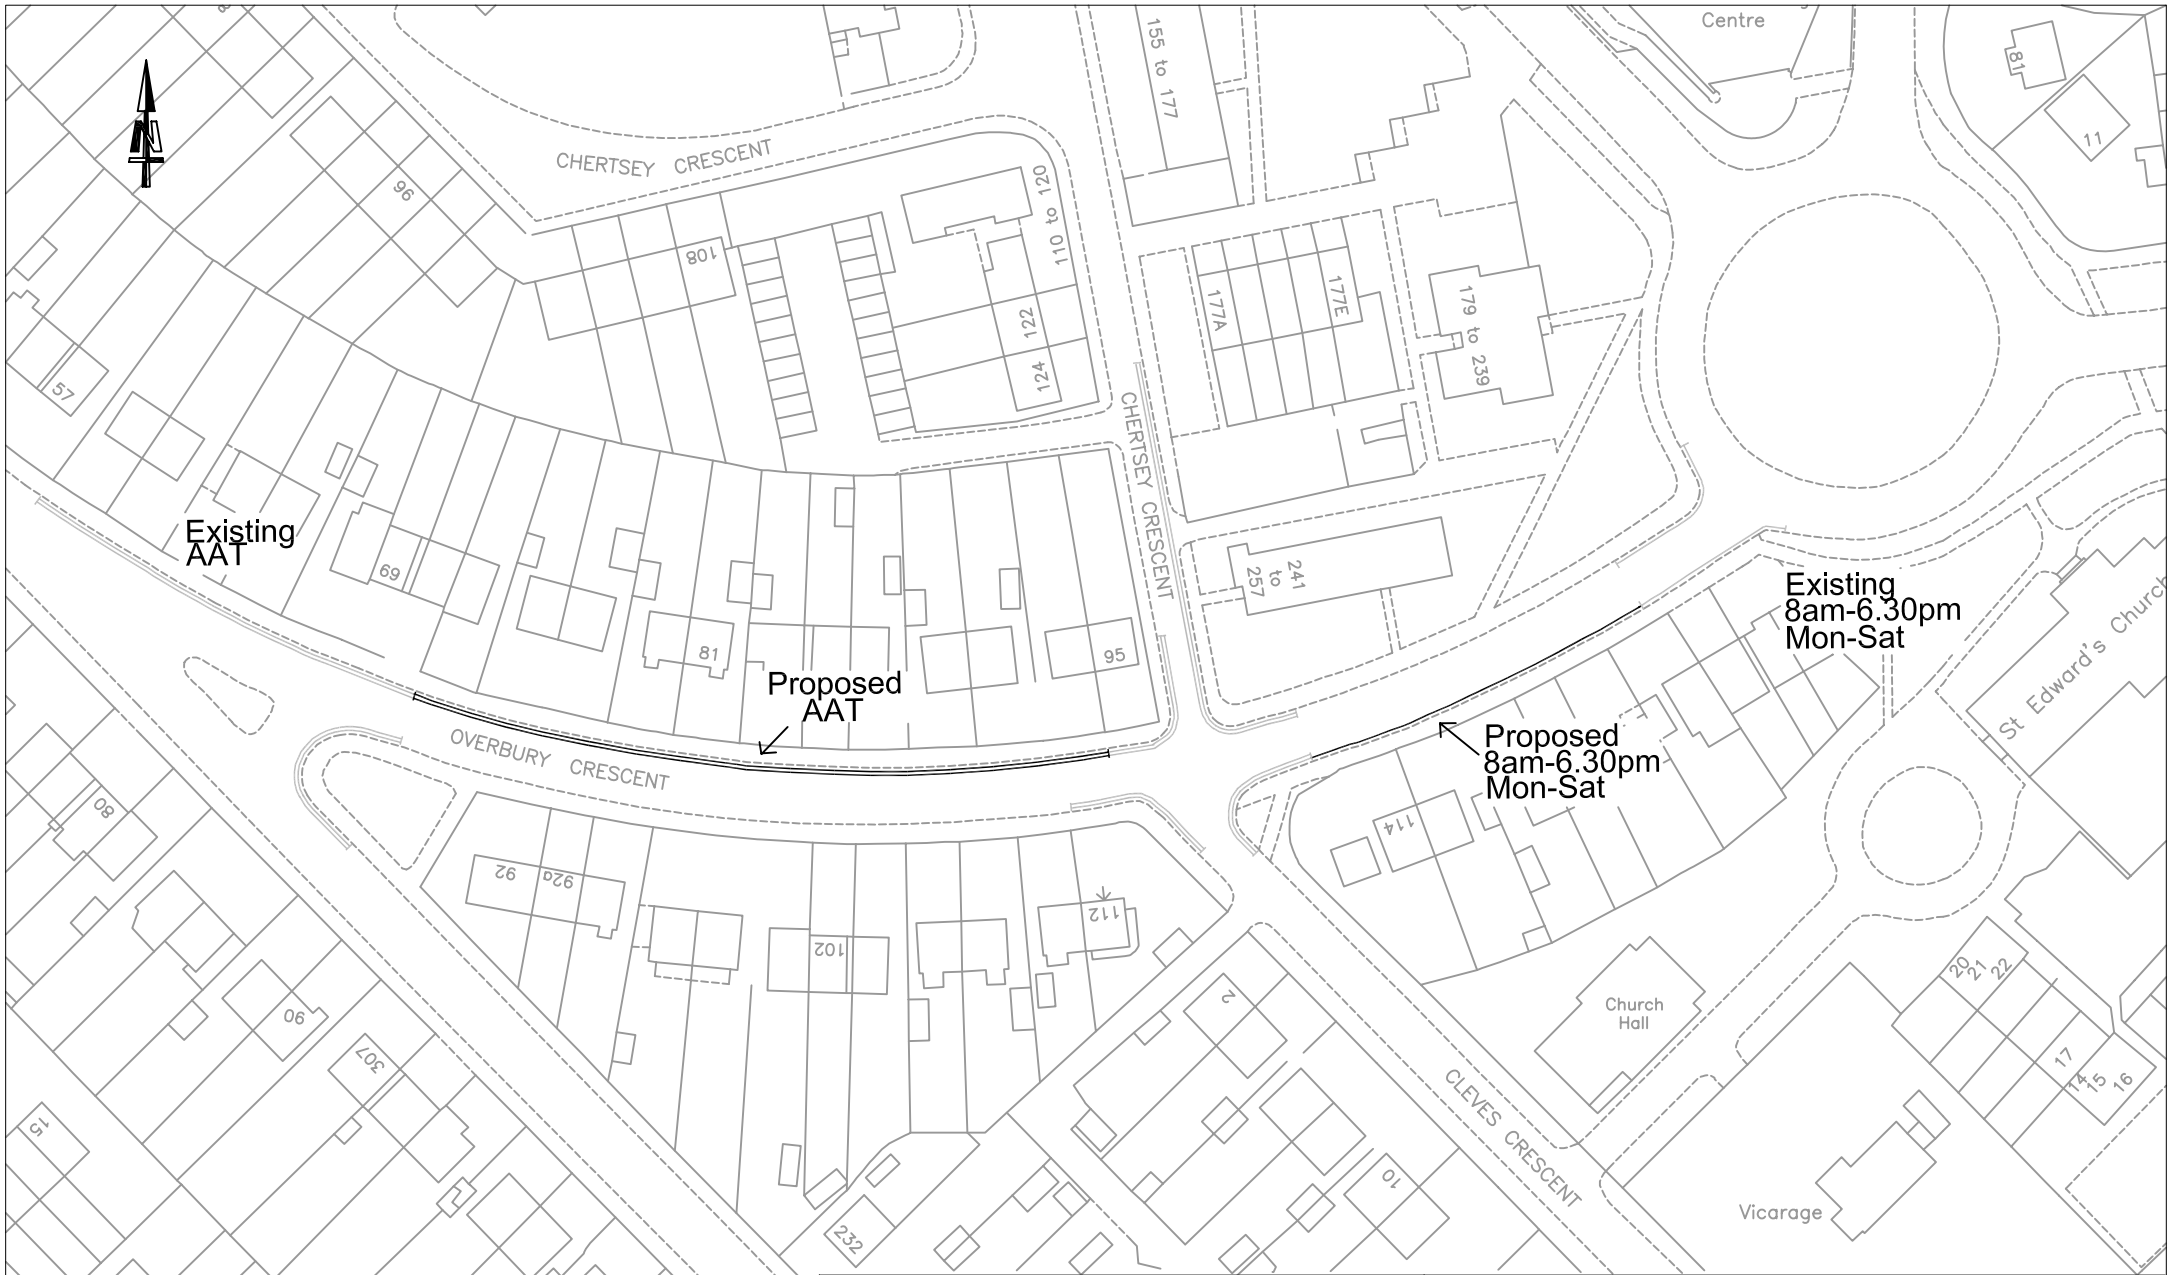 Centre
155 to 177
81
11
N
CHERTSEY CRESCENT
96
110 to 120
108
177A
177E
179 to 239
122
124
57
CHERTSEY CRESCENT
Existing
AAT
69
241
to
257
Existing
8am-6.30pm
Mon-Sat
St Edward's Church
81
95
Proposed
AAT
OVERBURY CRESCENT
Proposed
8am-6.30pm
Mon-Sat
80
114
92
92a
112
102
20
21
22
2
90
Church
Hall
307
17
14
15
16
CLEVES CRESCENT
15
10
Vicarage
232